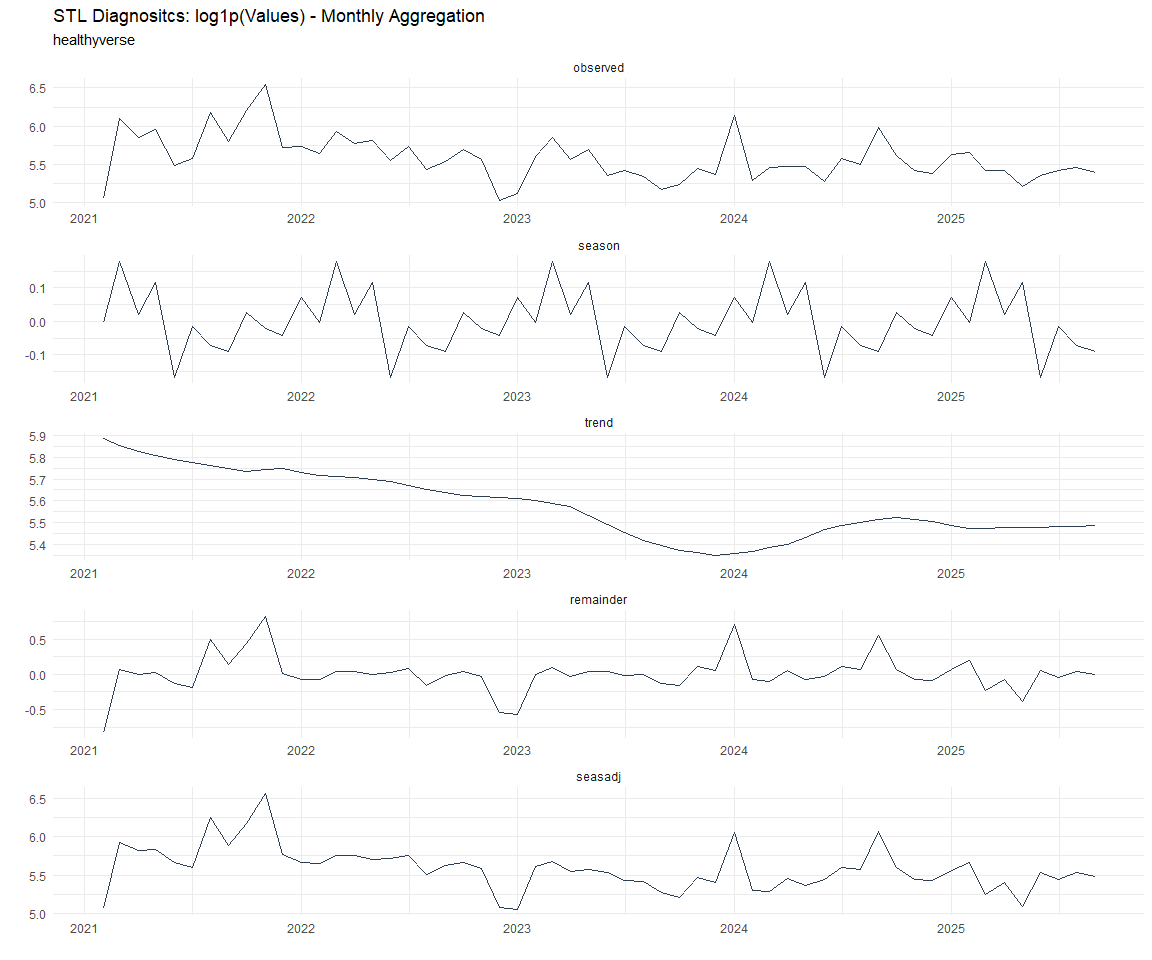 STL Diagnositcs: log1p(Values) - Monthly Aggregation
healthyverse
observed
6.5
6.0
5.5
5.0
2021 2022 2023 2024 2025
season
0.1
0.0
-0.1
2021 2022 2023 2024 2025
trend
5.9
5.8
5.7
5.6
5.5
5.4
2021 2022 2023 2024 2025
remainder
0.5
0.0
-0.5
2021 2022 2023 2024 2025
seasadj
6.5
6.0
5.5
5.0
2021 2022 2023 2024 2025